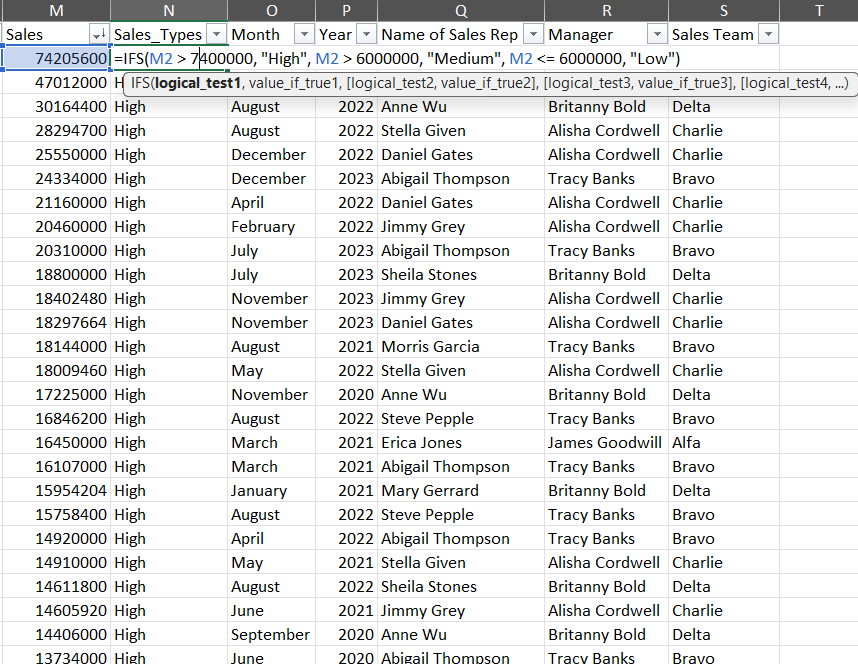 M N O P Q R S T
Sales Sales_Types Month Year Name of Sales Rep Manager Sales Team
74205600 =IFS(M2 > 7400000, "High", M2 > 6000000, "Medium", M2 <= 6000000, "Low")
47012000 H IFS(logical_test1, value_if_true1, [logical_test2, value_if_true2], [logical_test3, value_if_true3], [logical_test4, ...)
30164400 High August 2022 Anne Wu Britanny Bold Delta
28294700 High August 2022 Stella Given Alisha Cordwell Charlie
25550000 High December 2022 Daniel Gates Alisha Cordwell Charlie
24334000 High December 2023 Abigail Thompson Tracy Banks Bravo
21160000 High April 2022 Daniel Gates Alisha Cordwell Charlie
20460000 High February 2022 Jimmy Grey Alisha Cordwell Charlie
20310000 High July 2023 Abigail Thompson Tracy Banks Bravo
18800000 High July 2023 Sheila Stones Britanny Bold Delta
18402480 High November 2023 Jimmy Grey Alisha Cordwell Charlie
18297664 High November 2023 Daniel Gates Alisha Cordwell Charlie
18144000 High August 2021 Morris Garcia Tracy Banks Bravo
18009460 High May 2022 Stella Given Alisha Cordwell Charlie
17225000 High November 2020 Anne Wu Britanny Bold Delta
16846200 High August 2022 Steve Pepple Tracy Banks Bravo
16450000 High March 2021 Erica Jones James Goodwill Alfa
16107000 High March 2021 Abigail Thompson Tracy Banks Bravo
15954204 High January 2021 Mary Gerrard Britanny Bold Delta
15758400 High August 2022 Steve Pepple Tracy Banks Bravo
14920000 High April 2022 Abigail Thompson Tracy Banks Bravo
14910000 High May 2021 Stella Given Alisha Cordwell Charlie
14611800 High August 2022 Sheila Stones Britanny Bold Delta
14605920 High June 2021 Jimmy Grey Alisha Cordwell Charlie
14406000 High September 2020 Anne Wu Britanny Bold Delta
13734000 High June 2020 Abigail Thompson Tracy Banks Bravo